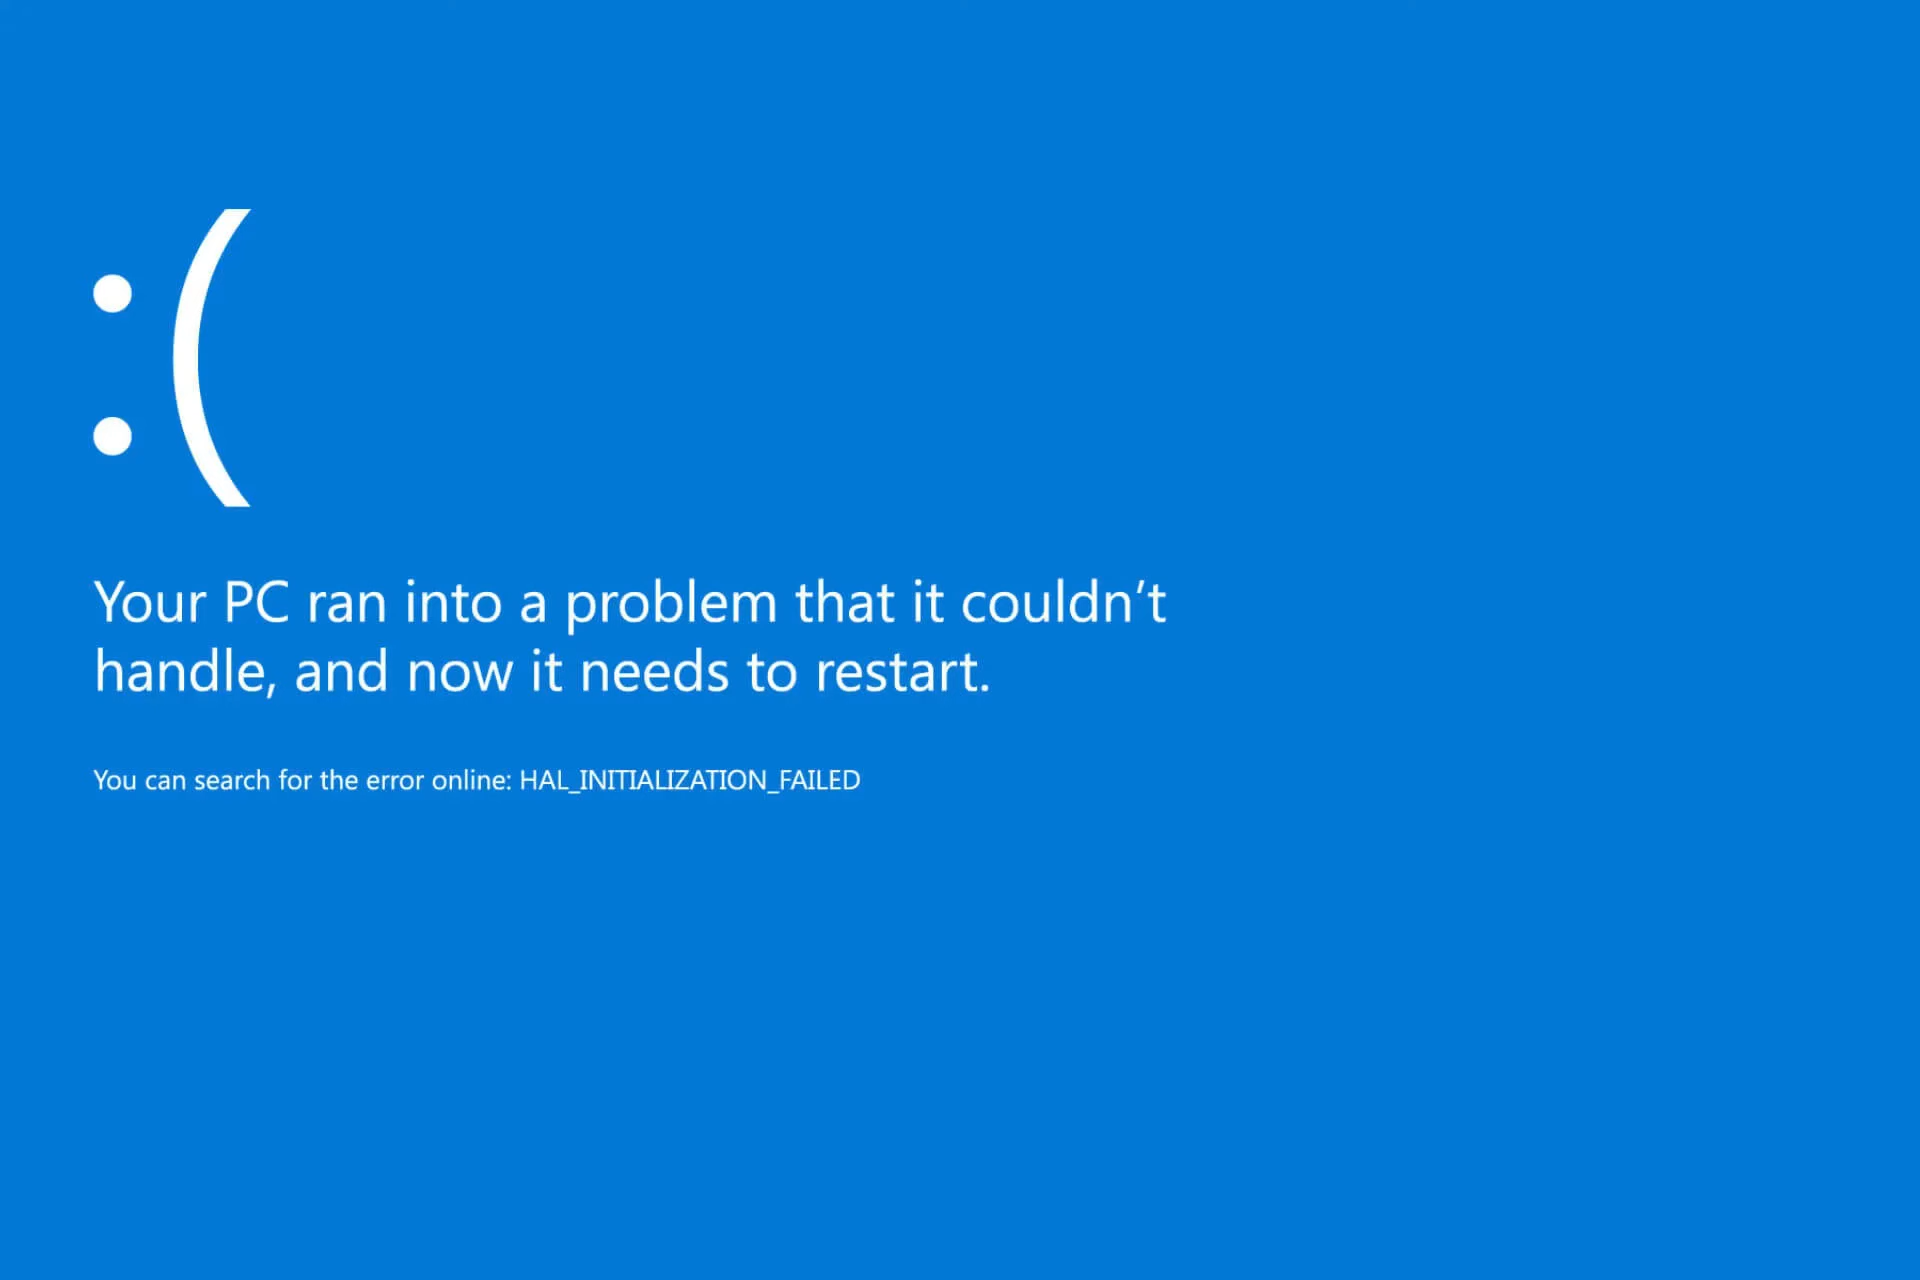 :(
Your PC ran into a problem that it couldn’t
handle, and now it needs to restart.
You can search for the error online: HAL_INITIALIZATION_FAILED